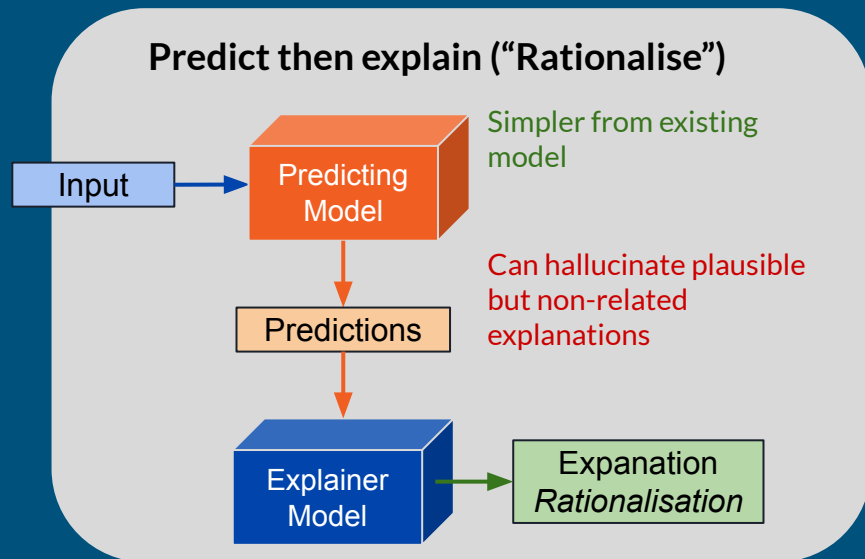 Predict then explain (“Rationalise”)
Simpler from existing
model
Input
Predicting
Model
Can hallucinate plausible
but non-related
explanations
Predictions
Explainer
Model
Expanation
Rationalisation